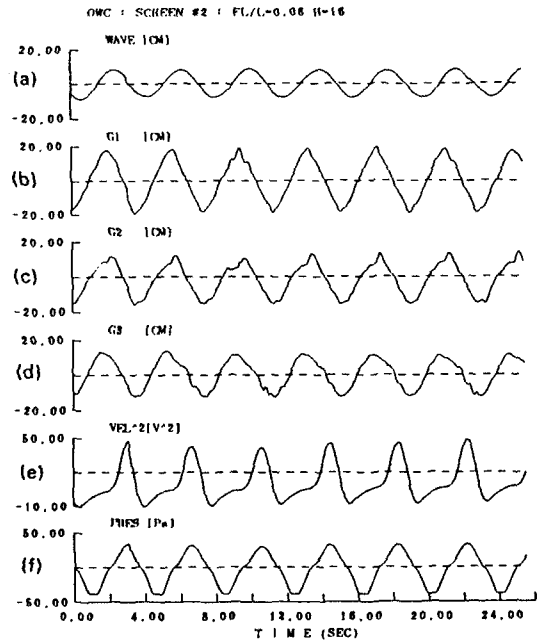 OWC : SCREEN #2 : FL/L=0.06 H=16
WAVE [CM]
20.00
(a)
-20.00
G1 [CM]
20.00
(b)
-20.00
G2 [CM]
20.00
(c)
-20.00
G3 [CM]
20.00
(d)
-20.00
VEL^2[V^2]
50.00
(e)
-10.00
PRES [Pa]
50.00
(f)
-50.00
0.00 4.00 8.00 12.00 16.00 20.00 24.00
T I M E (SEC)